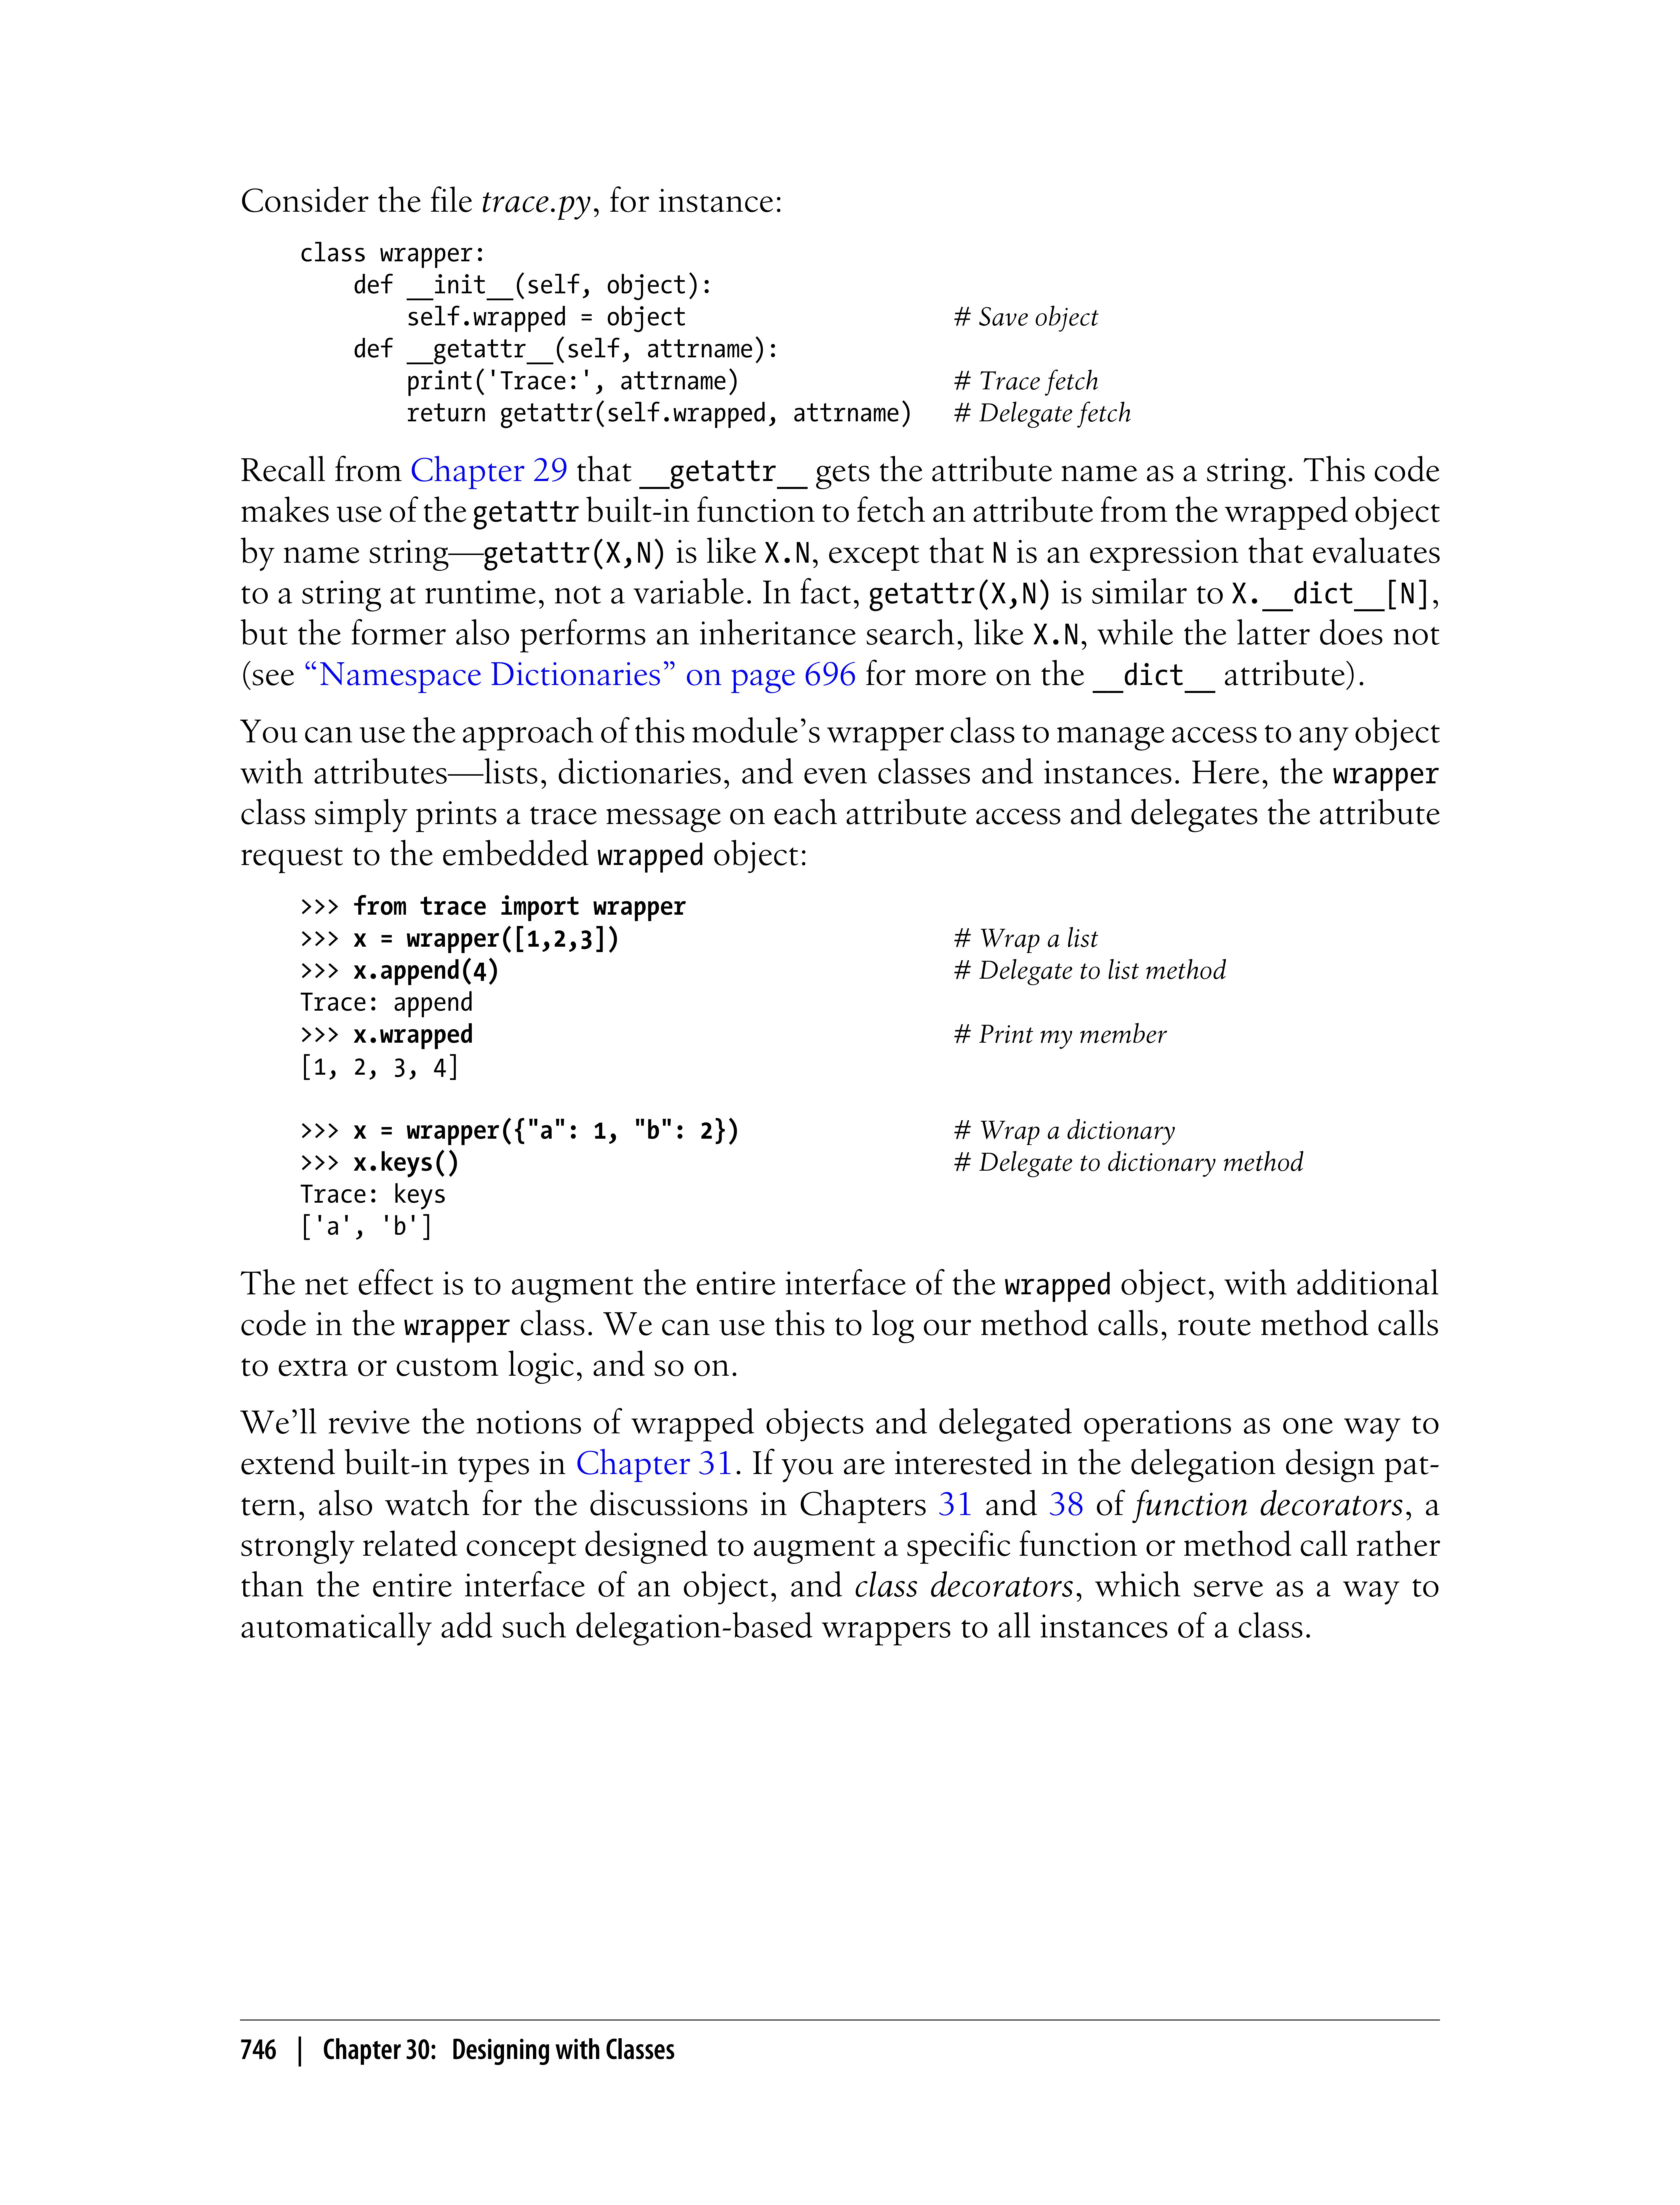 Consider the file trace.py, for instance:
class wrapper:
    def __init__(self, object):
        self.wrapped = object                    # Save object
    def __getattr__(self, attrname):
        print('Trace:', attrname)                # Trace fetch
        return getattr(self.wrapped, attrname)   # Delegate fetch
Recall from Chapter 29 that __getattr__ gets the attribute name as a string. This code
makes use of the getattr built-in function to fetch an attribute from the wrapped object
by name string—getattr(X,N) is like X.N, except that N is an expression that evaluates
to a string at runtime, not a variable. In fact, getattr(X,N) is similar to X.__dict__[N],
but the former also performs an inheritance search, like X.N, while the latter does not
(see “Namespace Dictionaries” on page 696 for more on the __dict__ attribute).
You can use the approach of this module’s wrapper class to manage access to any object
with attributes—lists, dictionaries, and even classes and instances. Here, the wrapper
class simply prints a trace message on each attribute access and delegates the attribute
request to the embedded wrapped object:
>>> from trace import wrapper
>>> x = wrapper([1,2,3])                         # Wrap a list
>>> x.append(4)                                  # Delegate to list method
Trace: append
>>> x.wrapped                                    # Print my member
[1, 2, 3, 4]
>>> x = wrapper({"a": 1, "b": 2})                # Wrap a dictionary
>>> x.keys()                                     # Delegate to dictionary method
Trace: keys
['a', 'b']
The net effect is to augment the entire interface of the wrapped object, with additional
code in the wrapper class. We can use this to log our method calls, route method calls
to extra or custom logic, and so on.
We’ll revive the notions of wrapped objects and delegated operations as one way to
extend built-in types in Chapter 31. If you are interested in the delegation design pat-
tern, also watch for the discussions in Chapters 31 and 38 of function decorators, a
strongly related concept designed to augment a specific function or method call rather
than the entire interface of an object, and class decorators, which serve as a way to
automatically add such delegation-based wrappers to all instances of a class.
746 | Chapter 30: Designing with Classes